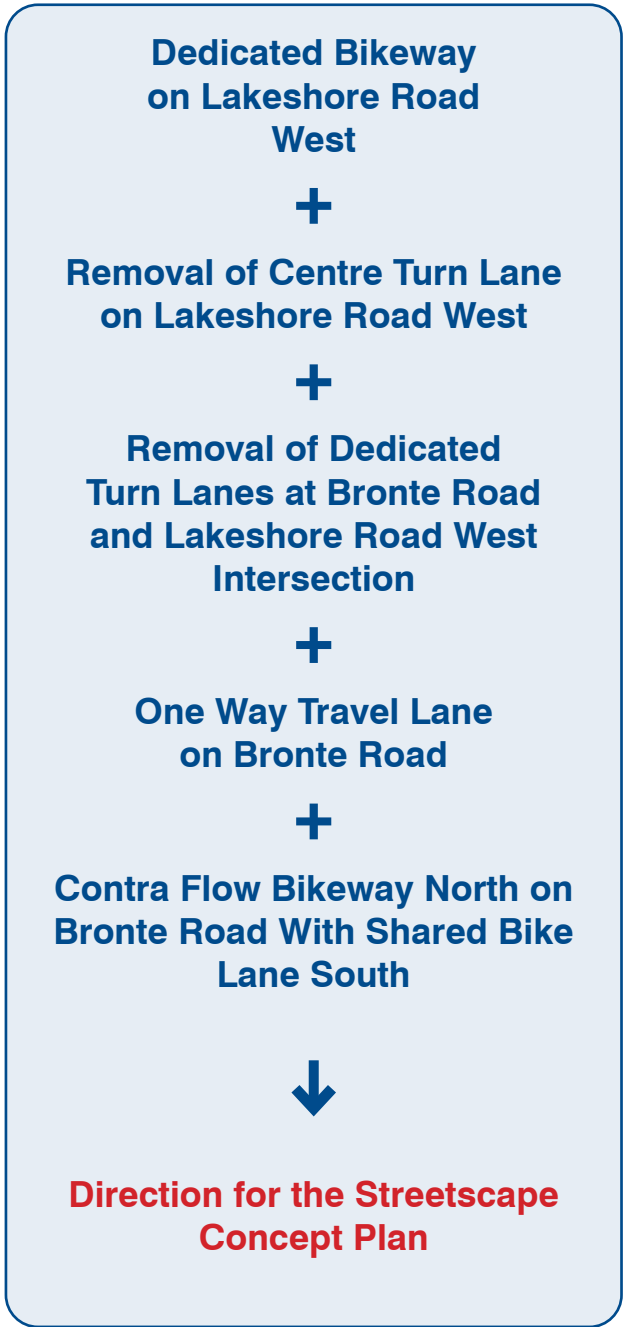 Dedicated Bikeway
on Lakeshore Road
West
+
Removal of Centre Turn Lane
on Lakeshore Road West
+
Removal of Dedicated
Turn Lanes at Bronte Road
and Lakeshore Road West
Intersection
+
One Way Travel Lane
on Bronte Road
+
Contra Flow Bikeway North on
Bronte Road With Shared Bike
Lane South
↓
Direction for the Streetscape
Concept Plan